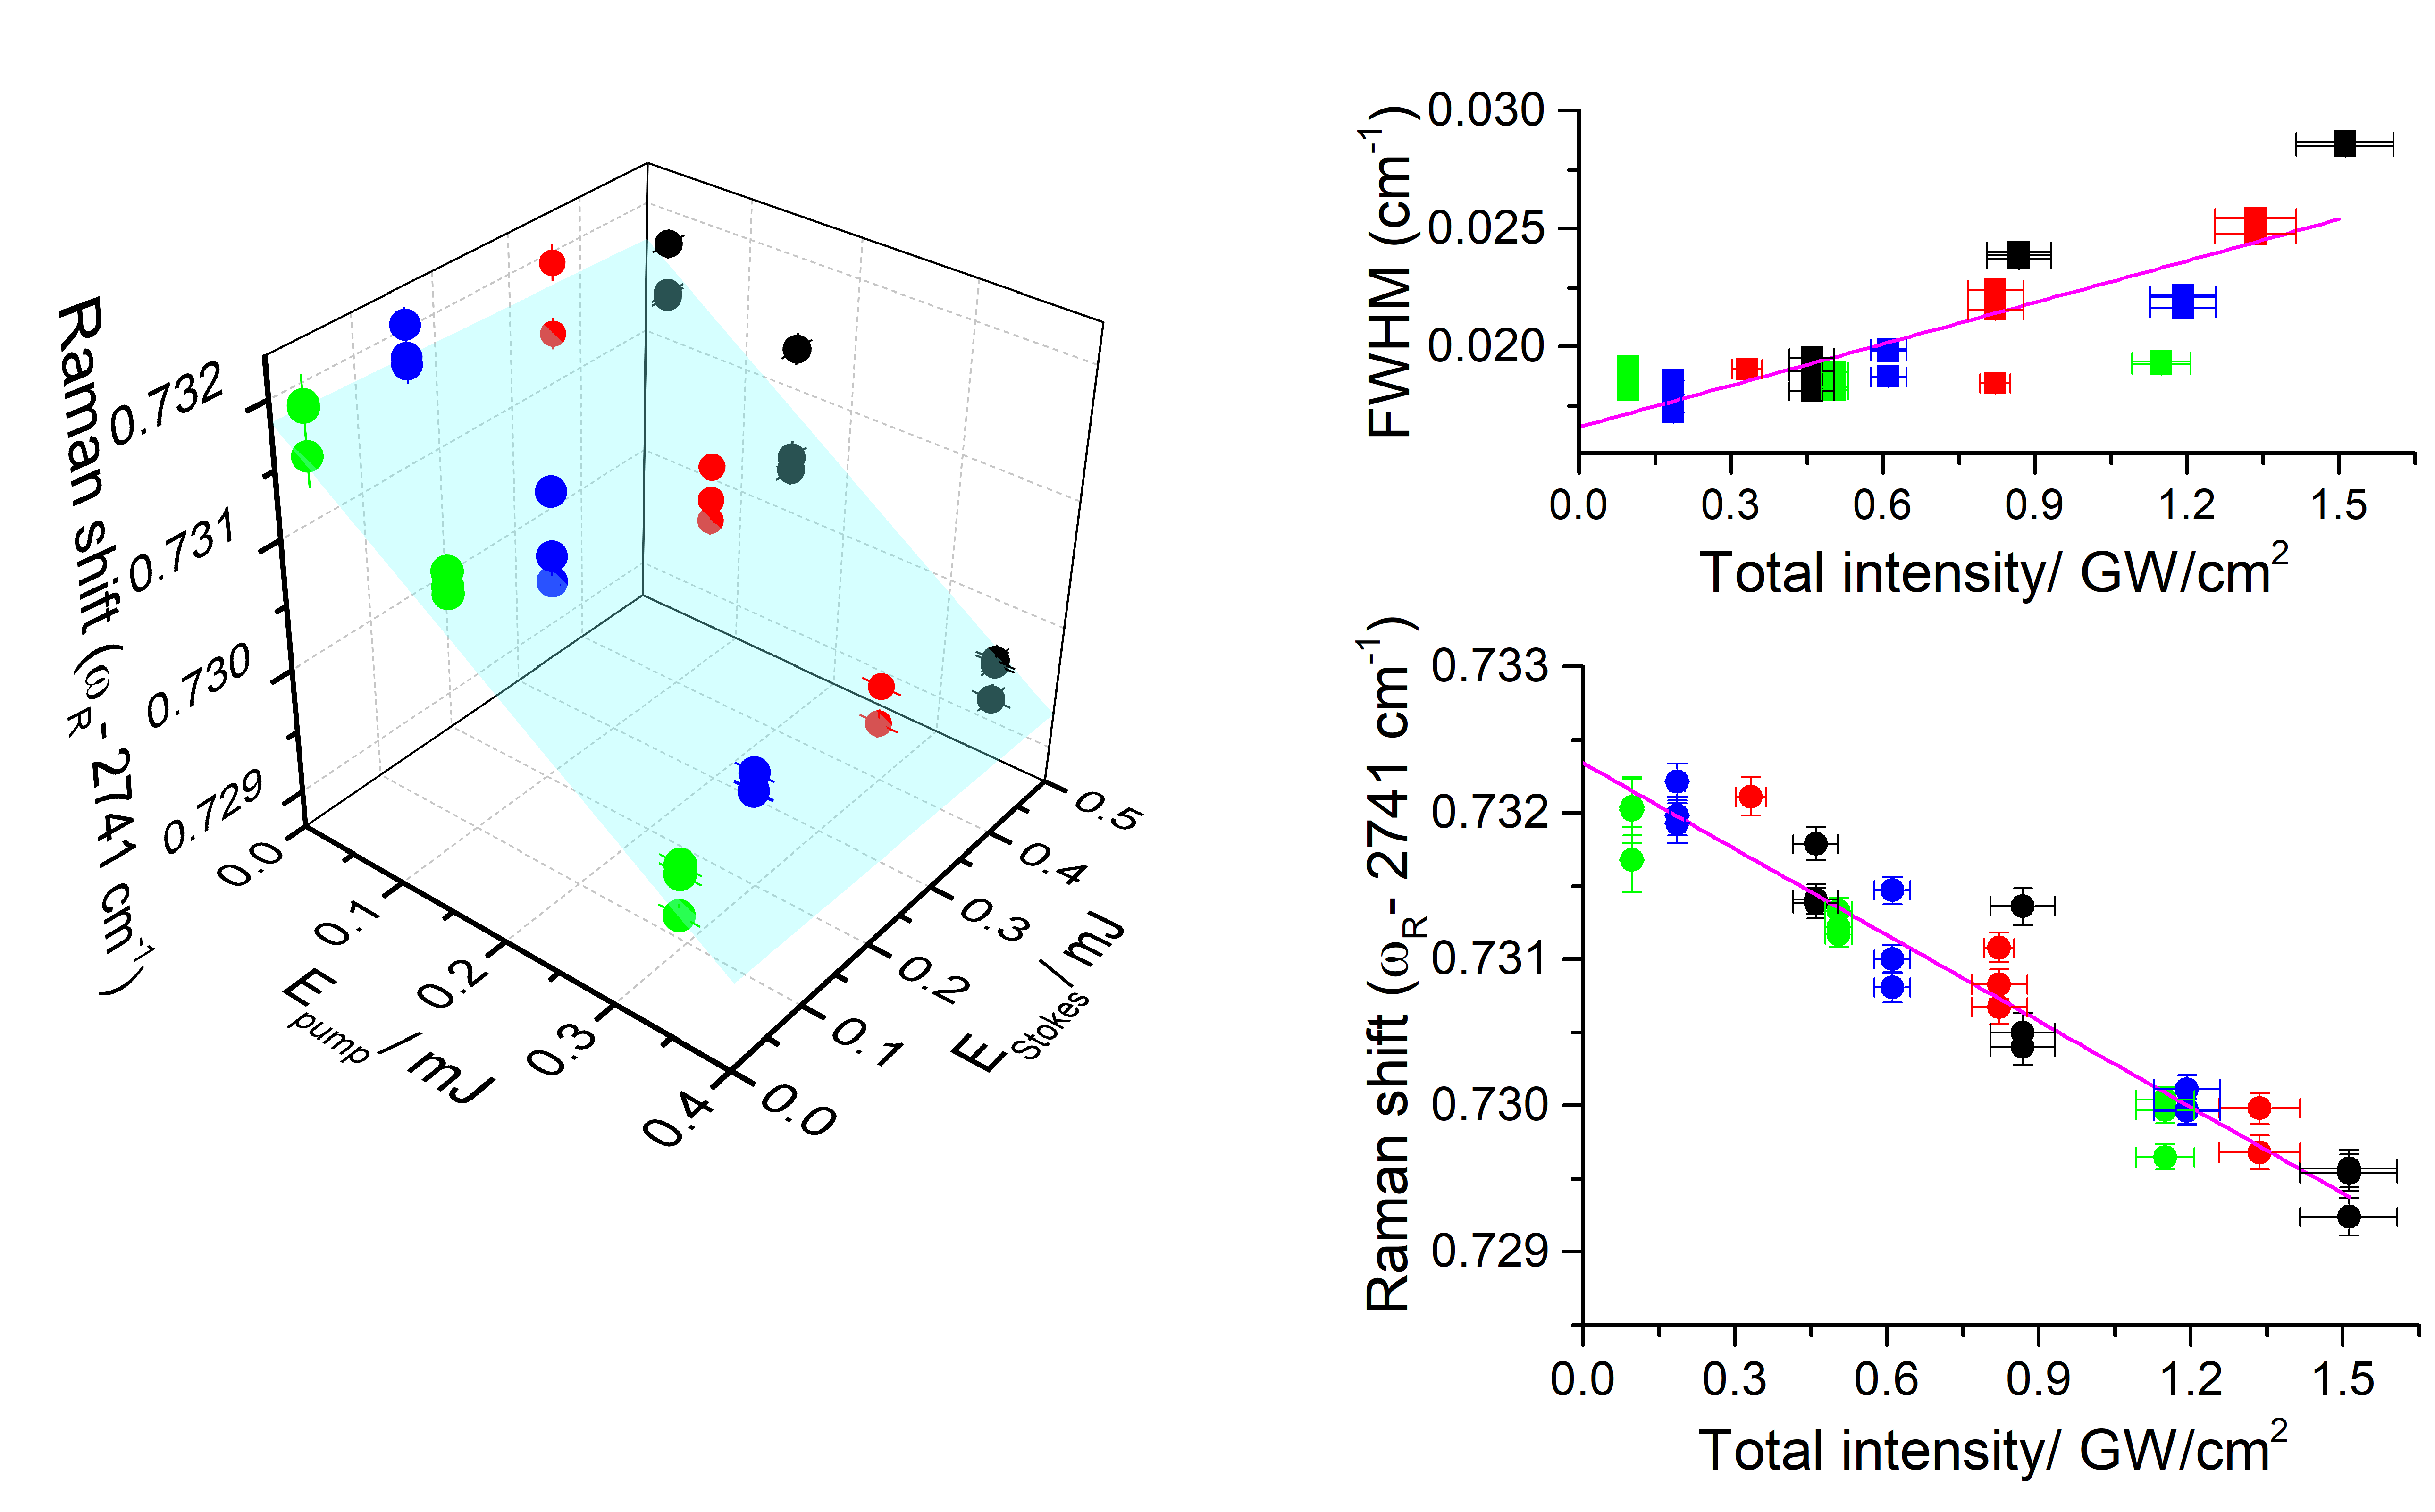 Raman shift (ωR - 2741 cm-1)
0.732
0.731
0.730
0.729
0.0
0.1
0.2
0.3
0.4
Epump / mJ
0.0
0.1
0.2
0.3
0.4
0.5
EStokes / mJ
FWHM (cm-1)
0.030
0.025
0.020
0.0 0.3 0.6 0.9 1.2 1.5
Total intensity/ GW/cm2
Raman shift (ωR- 2741 cm-1)
0.733
0.732
0.731
0.730
0.729
0.0 0.3 0.6 0.9 1.2 1.5
Total intensity/ GW/cm2